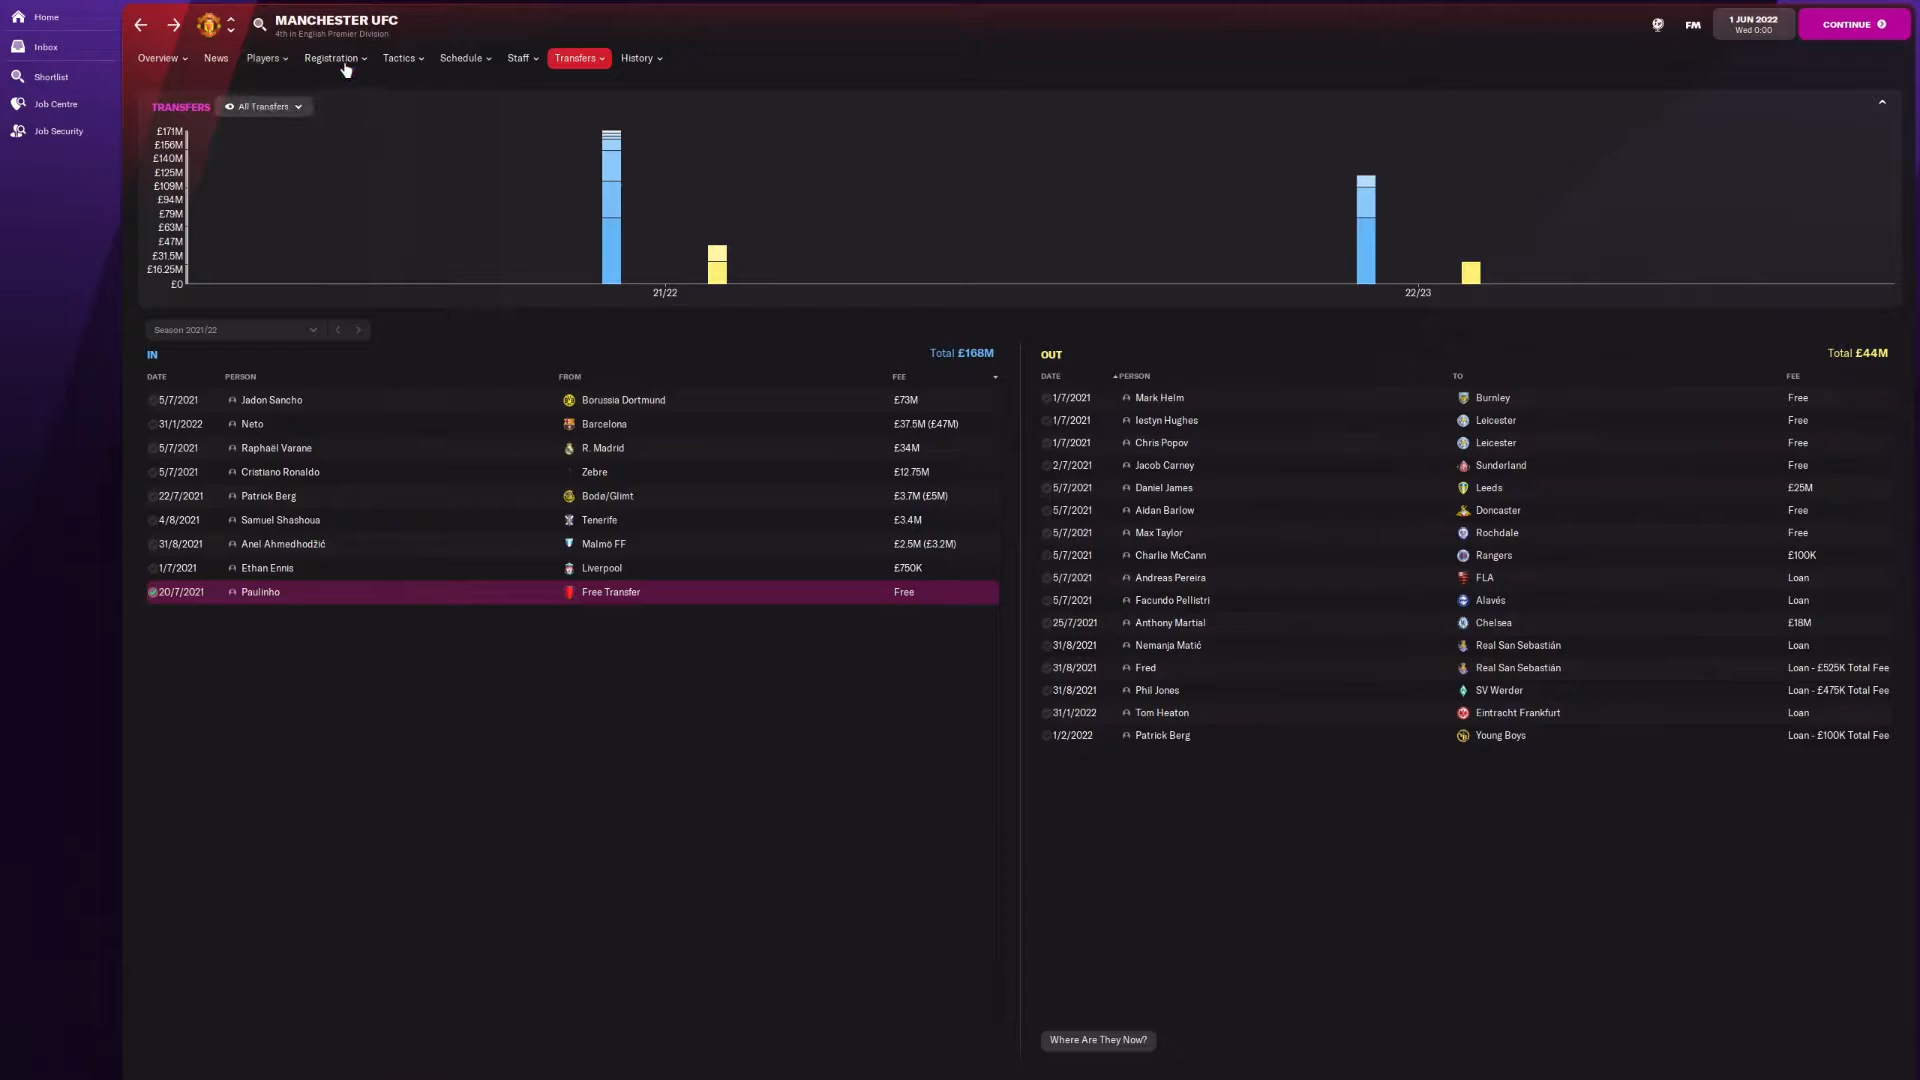 Home
Inbox
Shortlist
Job Centre
Job Security
MANCHESTER UFC
4th in English Premier Division
FM
1 JUN 2022
Wed 0:00
CONTINUE
Overview News Players Registration Tactics Schedule Staff Transfers History
TRANSFERS All Transfers
£171M
£156M
£140M
£125M
£109M
£94M
£79M
£63M
£47M
£31.5M
£16.25M
£0
21/22 22/23
Season 2021/22
IN Total £168M
DATE PERSON FROM FEE
5/7/2021 Jadon Sancho Borussia Dortmund £73M
31/1/2022 Neto Barcelona £37.5M (£47M)
5/7/2021 Raphaël Varane R. Madrid £34M
5/7/2021 Cristiano Ronaldo Zebre £12.75M
22/7/2021 Patrick Berg Bodø/Glimt £3.7M (£5M)
4/8/2021 Samuel Shashoua Tenerife £3.4M
31/8/2021 Anel Ahmedhodžić Malmö FF £2.5M (£3.2M)
1/7/2021 Ethan Ennis Liverpool £750K
20/7/2021 Paulinho Free Transfer Free
OUT Total £44M
DATE PERSON TO FEE
1/7/2021 Mark Helm Burnley Free
1/7/2021 Iestyn Hughes Leicester Free
1/7/2021 Chris Popov Leicester Free
2/7/2021 Jacob Carney Sunderland Free
5/7/2021 Daniel James Leeds £25M
5/7/2021 Aidan Barlow Doncaster Free
5/7/2021 Max Taylor Rochdale Free
5/7/2021 Charlie McCann Rangers £100K
5/7/2021 Andreas Pereira FLA Loan
5/7/2021 Facundo Pellistri Alavés Loan
25/7/2021 Anthony Martial Chelsea £18M
31/8/2021 Nemanja Matić Real San Sebastián Loan
31/8/2021 Fred Real San Sebastián Loan - £525K Total Fee
31/8/2021 Phil Jones SV Werder Loan - £475K Total Fee
31/1/2022 Tom Heaton Eintracht Frankfurt Loan
1/2/2022 Patrick Berg Young Boys Loan - £100K Total Fee
Where Are They Now?